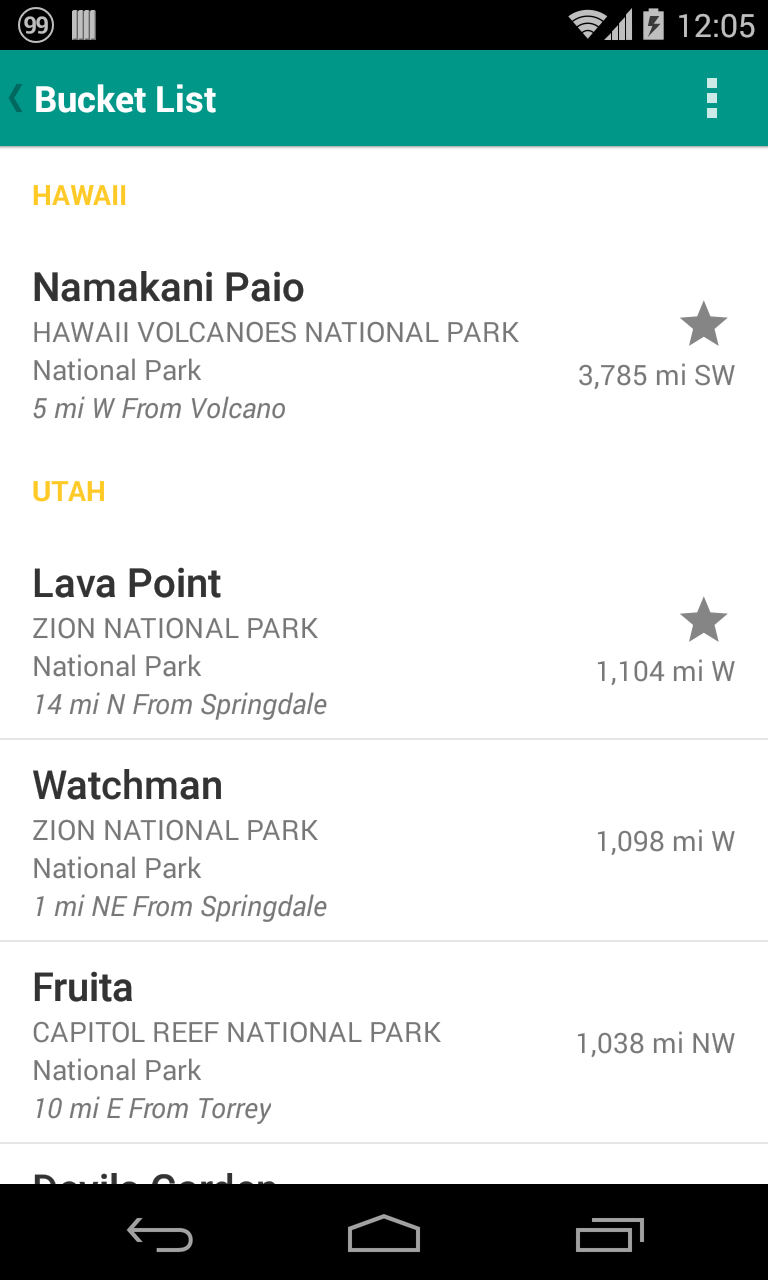 99 12:05
Bucket List
HAWAII
Namakani Paio
HAWAII VOLCANOES NATIONAL PARK
National Park
3,785 mi SW
5 mi W From Volcano
UTAH
Lava Point
ZION NATIONAL PARK
National Park
1,104 mi W
14 mi N From Springdale
Watchman
ZION NATIONAL PARK
1,098 mi W
National Park
1 mi NE From Springdale
Fruita
CAPITOL REEF NATIONAL PARK
1,038 mi NW
National Park
10 mi E From Torrey
Devils Garden